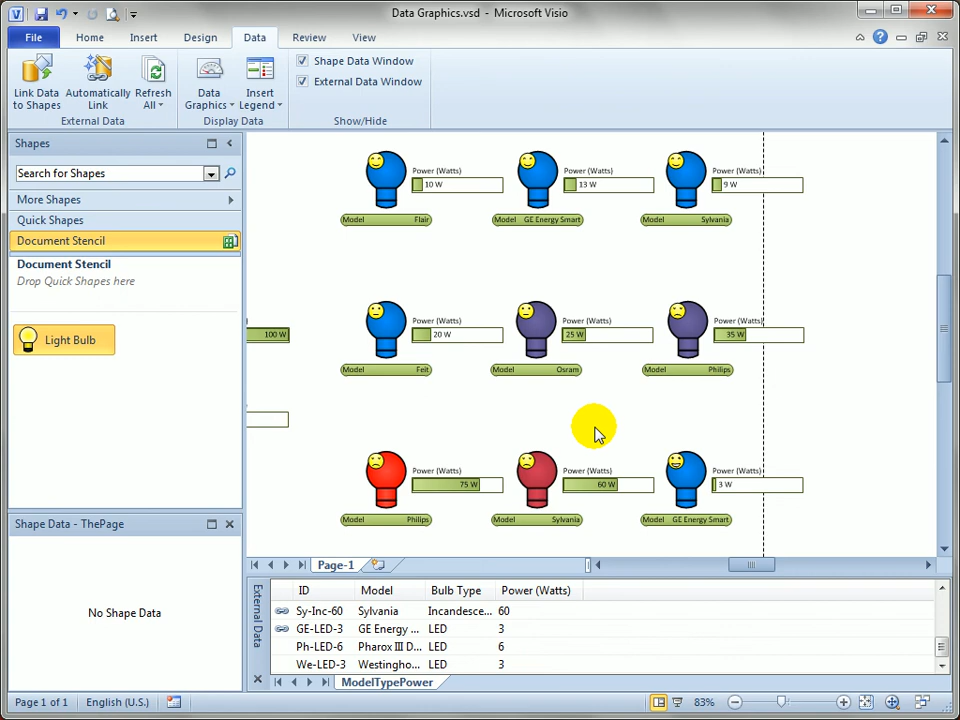 Data Graphics.vsd - Microsoft Visio
File Home Insert Design Data Review View
Link Data to Shapes
Automatically Link
Refresh All
Data Graphics
Insert Legend
Shape Data Window
External Data Window
External Data
Display Data
Show/Hide
Shapes
Search for Shapes
More Shapes
Quick Shapes
Document Stencil
Document Stencil
Drop Quick Shapes here
Light Bulb
Power (Watts) Power (Watts) Power (Watts)
10 W 13 W 9 W
Model Flair Model GE Energy Smart Model Sylvania
Power (Watts) Power (Watts) Power (Watts)
100 W 20 W 25 W 35 W
Model Feit Model Osram Model Philips
Power (Watts) Power (Watts) Power (Watts)
75 W 60 W 3 W
Model Philips Model Sylvania Model GE Energy Smart
Shape Data - ThePage
No Shape Data
Page-1
External Data
ID Model Bulb Type Power (Watts)
Sy-Inc-60 Sylvania Incandesce... 60
GE-LED-3 GE Energy ... LED 3
Ph-LED-6 Pharox III D... LED 6
We-LED-3 Westingho... LED 3
ModelTypePower
Page 1 of 1 English (U.S.) 83%